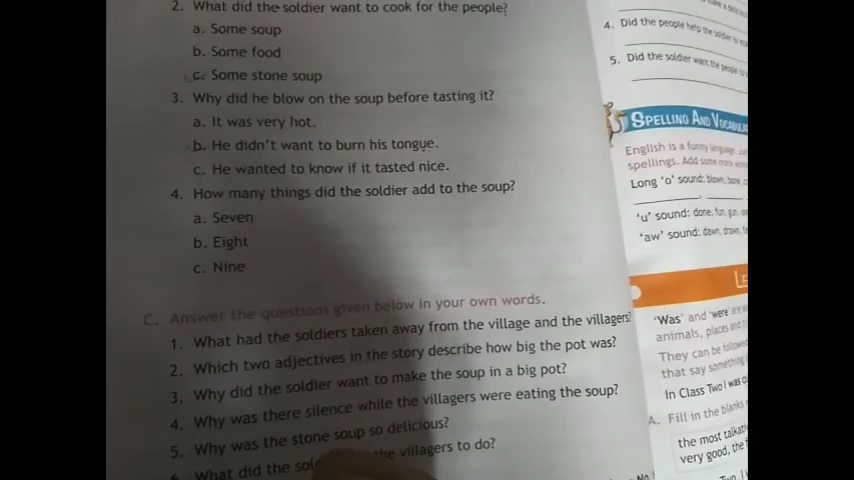 2. What did the soldier want to cook for the people?
a. Some soup
b. Some food
c. Some stone soup
3. Why did he blow on the soup before tasting it?
a. It was very hot.
b. He didn't want to burn his tongue.
c. He wanted to know if it tasted nice.
4. How many things did the soldier add to the soup?
a. Seven
b. Eight
c. Nine
C. Answer the questions given below in your own words.
1. What had the soldiers taken away from the village and the villagers?
2. Which two adjectives in the story describe how big the pot was?
3. Why did the soldier want to make the soup in a big pot?
4. Why was there silence while the villagers were eating the soup?
5. Why was the stone soup so delicious?
What did the villagers to do?
4. Did the people help the soldier to
5. Did the soldier want the people to
SPELLING AND
English is a funny language.
spellings. Add some more
Long 'o' sound: blown, bone,
'u' sound: done, fun, gun,
'aw' sound: dawn, drawn,
'Was' and 'were' are
animals, places and
They can be followed
that say something
In Class Two I was
A. Fill in the blanks
the most
very good, the